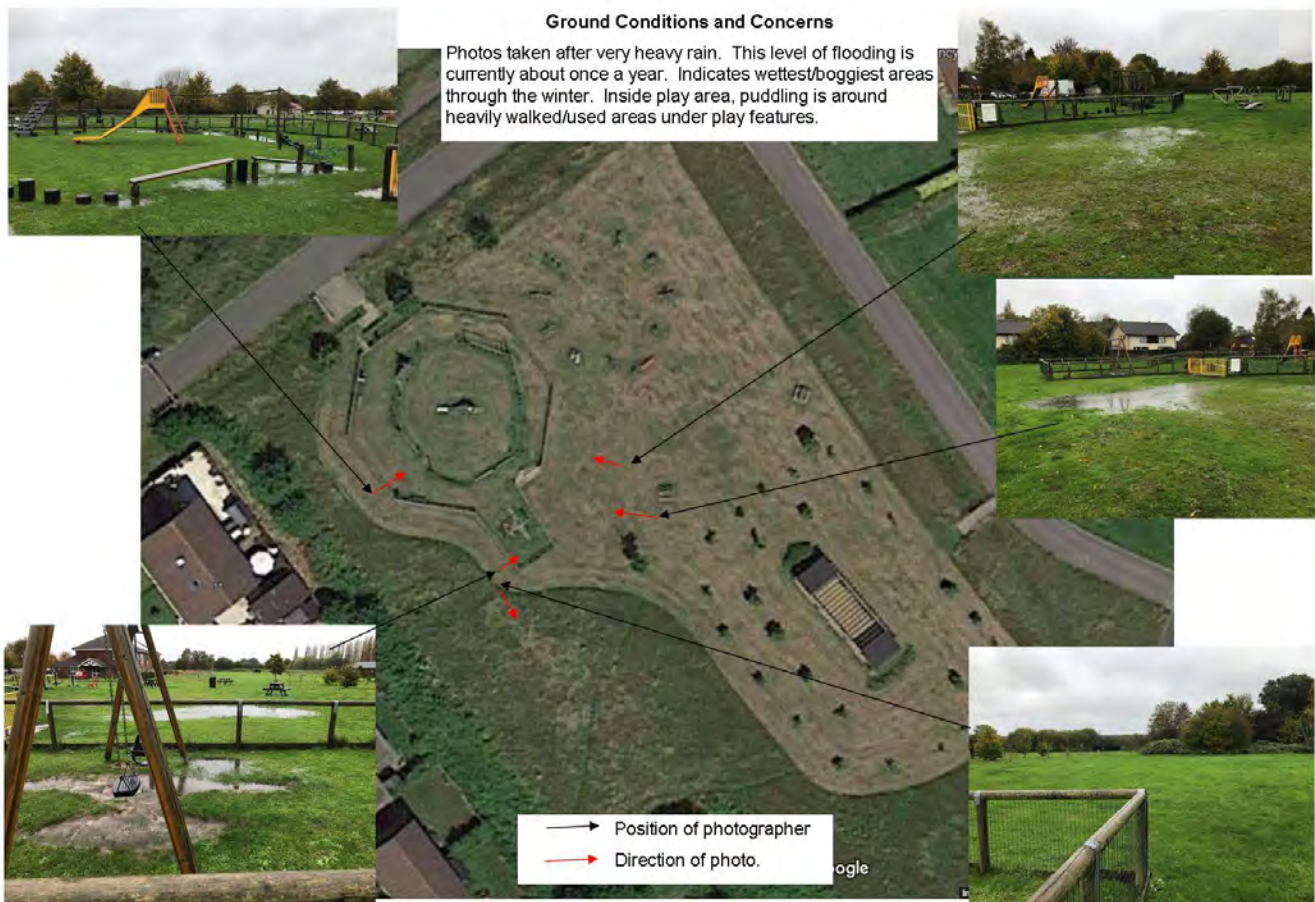 Ground Conditions and Concerns
Photos taken after very heavy rain. This level of flooding is
currently about once a year. Indicates wettest/boggiest areas
through the winter. Inside play area, puddling is around
heavily walked/used areas under play features.
Position of photographer
Direction of photo.